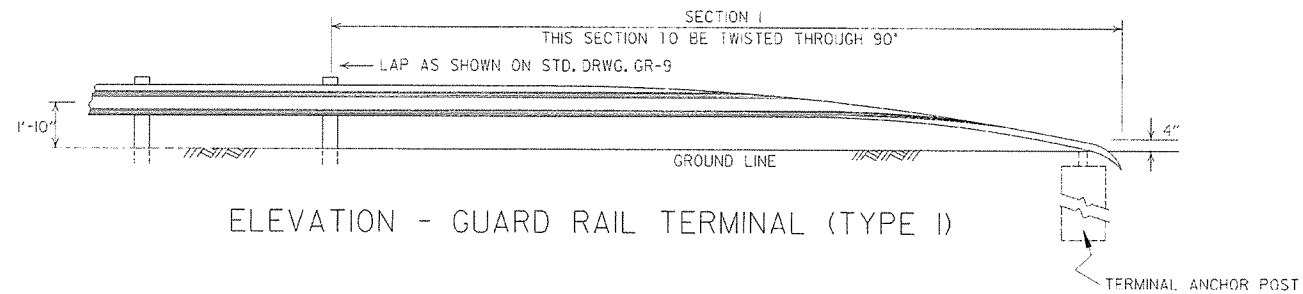 SECTION I
THIS SECTION TO BE TWISTED THROUGH 90°
LAP AS SHOWN ON STD. DRWG. GR-9
1'-10"
4"
GROUND LINE
ELEVATION - GUARD RAIL TERMINAL (TYPE I)
TERMINAL ANCHOR POST